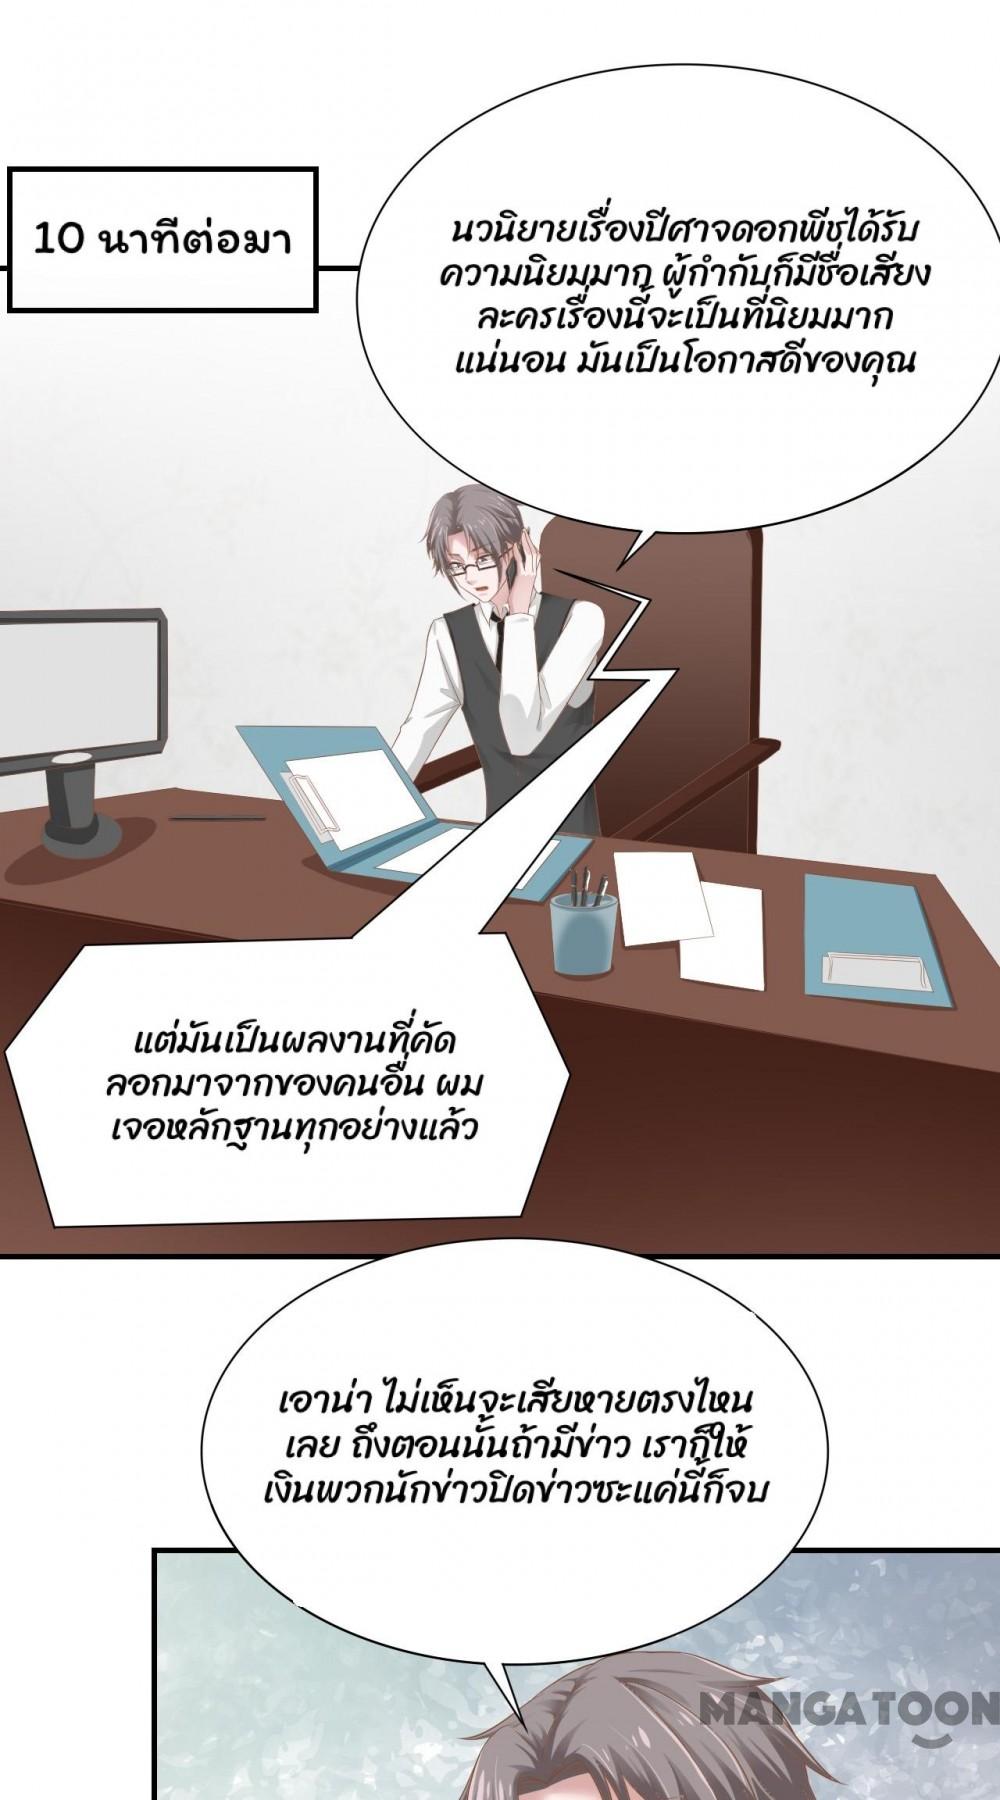 10 นาทีต่อมา
นวนิยายเรื่องปีศาจดอกพีชได้รับ
ความนิยมมาก ผู้กำกับก็มีชื่อเสียง
ละครเรื่องนี้จะเป็นที่นิยมมาก
แน่นอน มันเป็นโอกาสดีของคุณ
แต่มันเป็นผลงานที่คัด
ลอกมาจากของคนอื่น ผม
เจอหลักฐานทุกอย่างแล้ว
เอาน่า ไม่เห็นจะเสียหายตรงไหน
เลย ถึงตอนนั้นถ้ามีข่าว เราก็ให้
เงินพวกนักข่าวปิดข่าวซะแค่นี้ก็จบ
MANGATOON